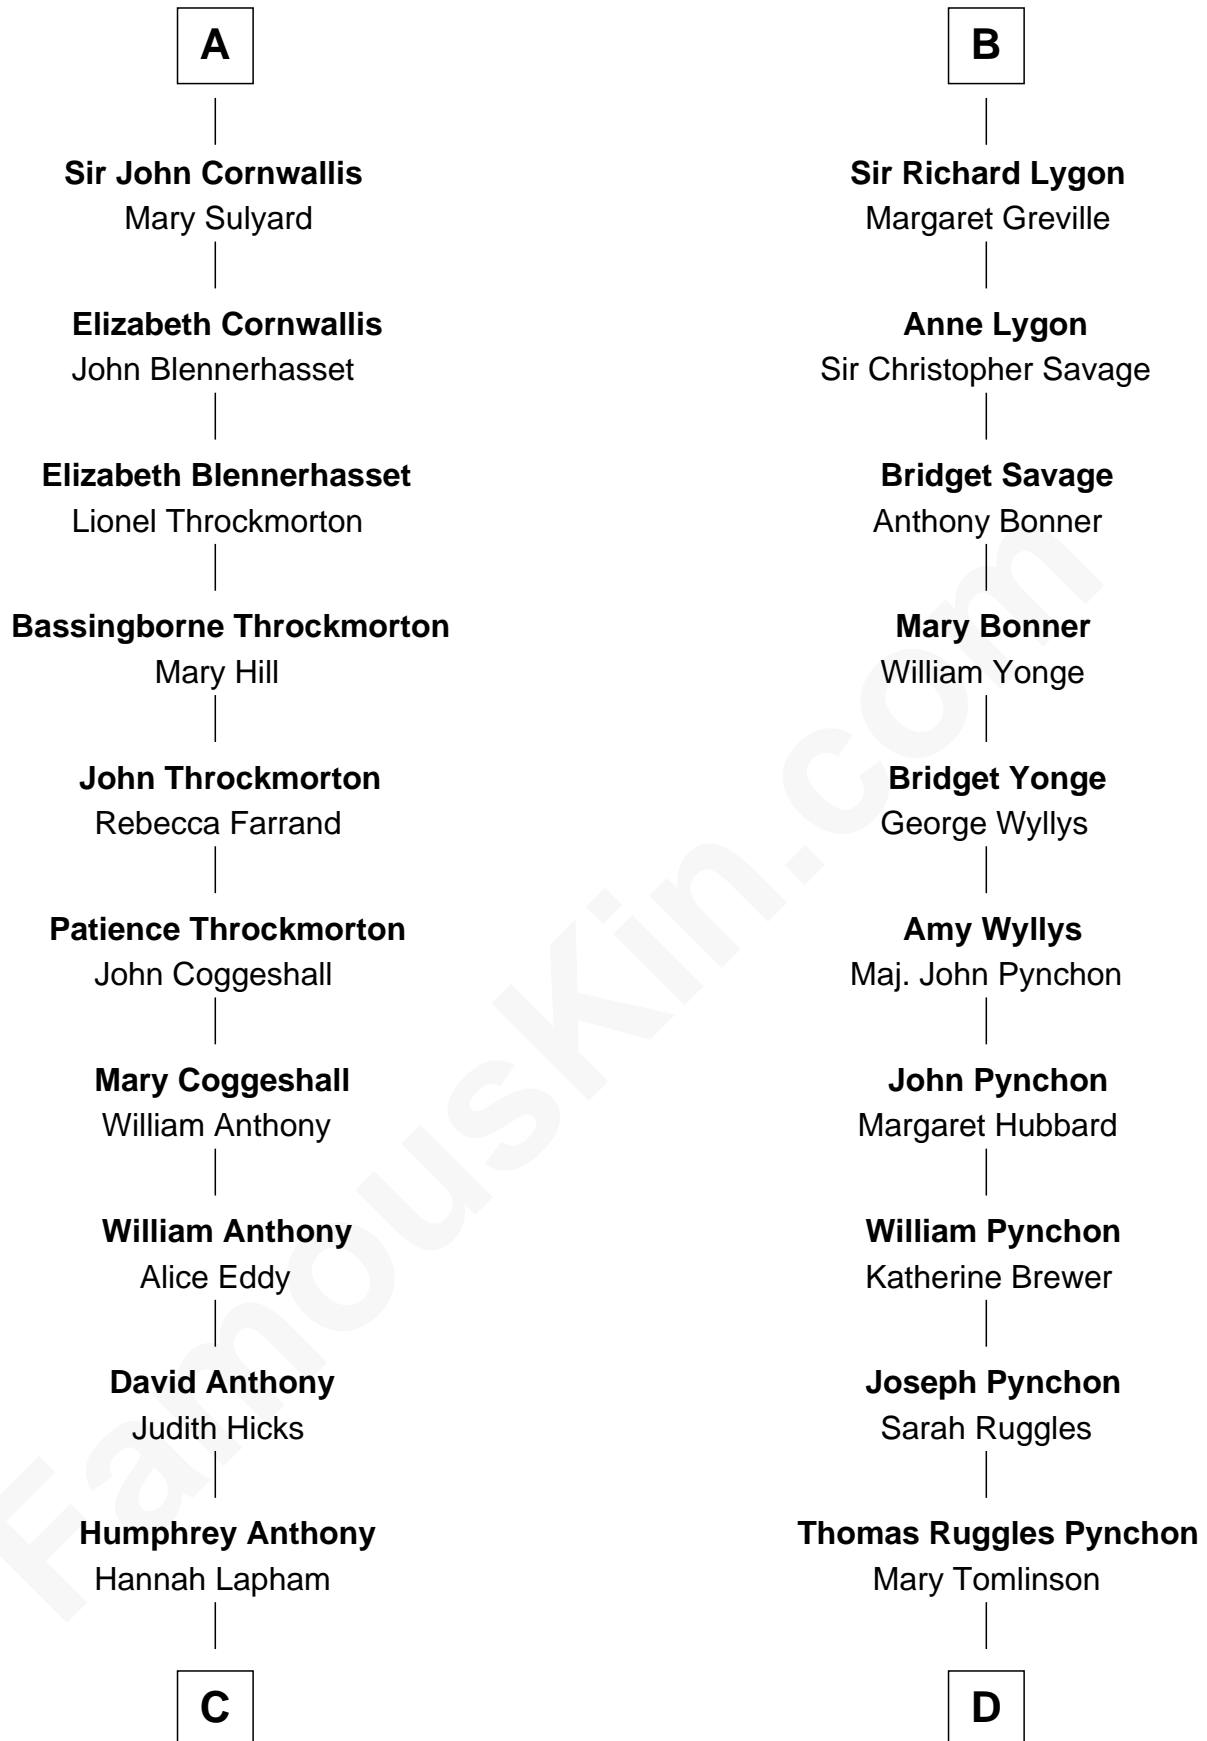 A
Sir John Cornwallis
Mary Sulyard
Elizabeth Cornwallis
John Blennerhasset
Elizabeth Blennerhasset
Lionel Throckmorton
Bassingborne Throckmorton
Mary Hill
John Throckmorton
Rebecca Farrand
Patience Throckmorton
John Coggeshall
Mary Coggeshall
William Anthony
William Anthony
Alice Eddy
David Anthony
Judith Hicks
Humphrey Anthony
Hannah Lapham
C
B
Sir Richard Lygon
Margaret Greville
Anne Lygon
Sir Christopher Savage
Bridget Savage
Anthony Bonner
Mary Bonner
William Yonge
Bridget Yonge
George Wyllys
Amy Wyllys
Maj. John Pynchon
John Pynchon
Margaret Hubbard
William Pynchon
Katherine Brewer
Joseph Pynchon
Sarah Ruggles
Thomas Ruggles Pynchon
Mary Tomlinson
D
FamousKin.com